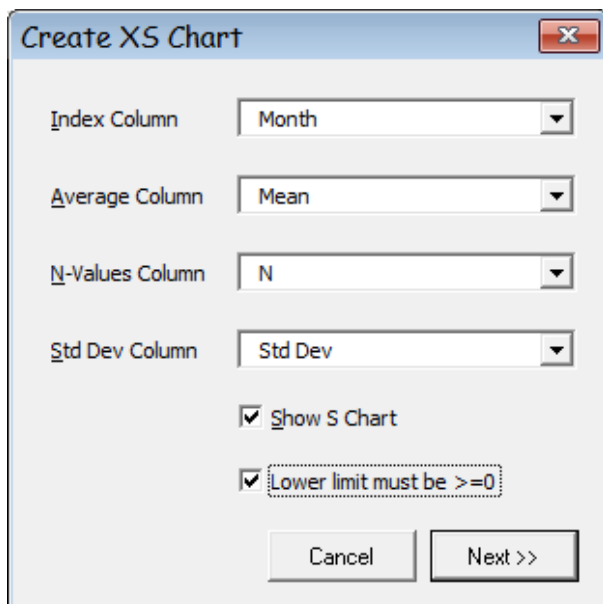 Create XS Chart
Index Column Month
Average Column Mean
N-Values Column N
Std Dev Column Std Dev
Show S Chart
Lower limit must be >=0
Cancel Next >>